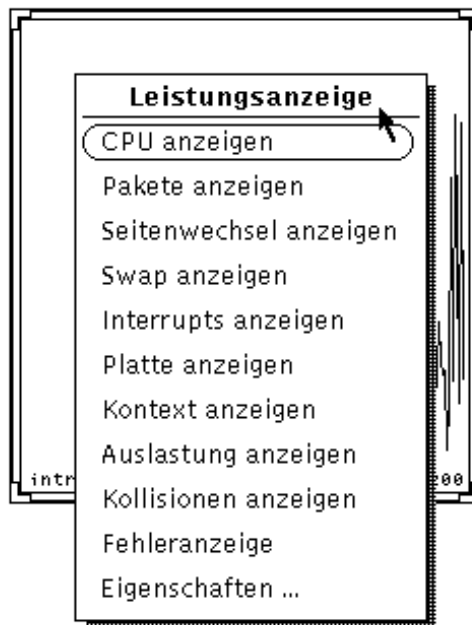 Leistungsanzeige
CPU anzeigen
Pakete anzeigen
Seitenwechsel anzeigen
Swap anzeigen
Interrupts anzeigen
Platte anzeigen
Kontext anzeigen
Auslastung anzeigen
Kollisionen anzeigen
Fehleranzeige
Eigenschaften ...